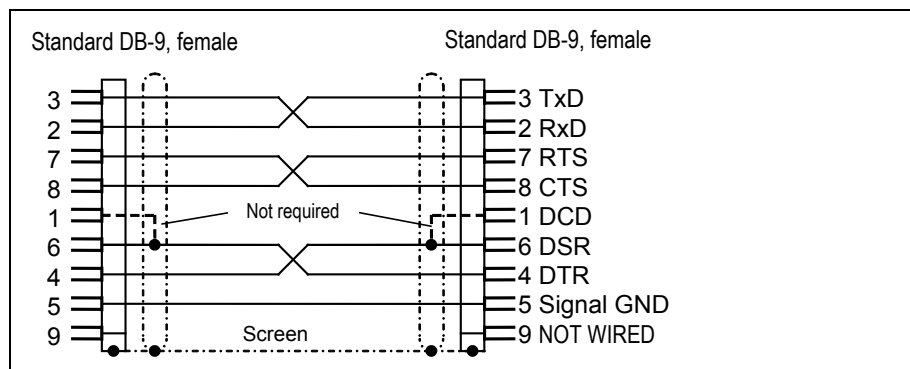 Standard DB-9, female Standard DB-9, female
3 3 TxD
2 2 RxD
7 7 RTS
8 8 CTS
1 Not required 1 DCD
6 6 DSR
4 4 DTR
5 5 Signal GND
9 Screen 9 NOT WIRED